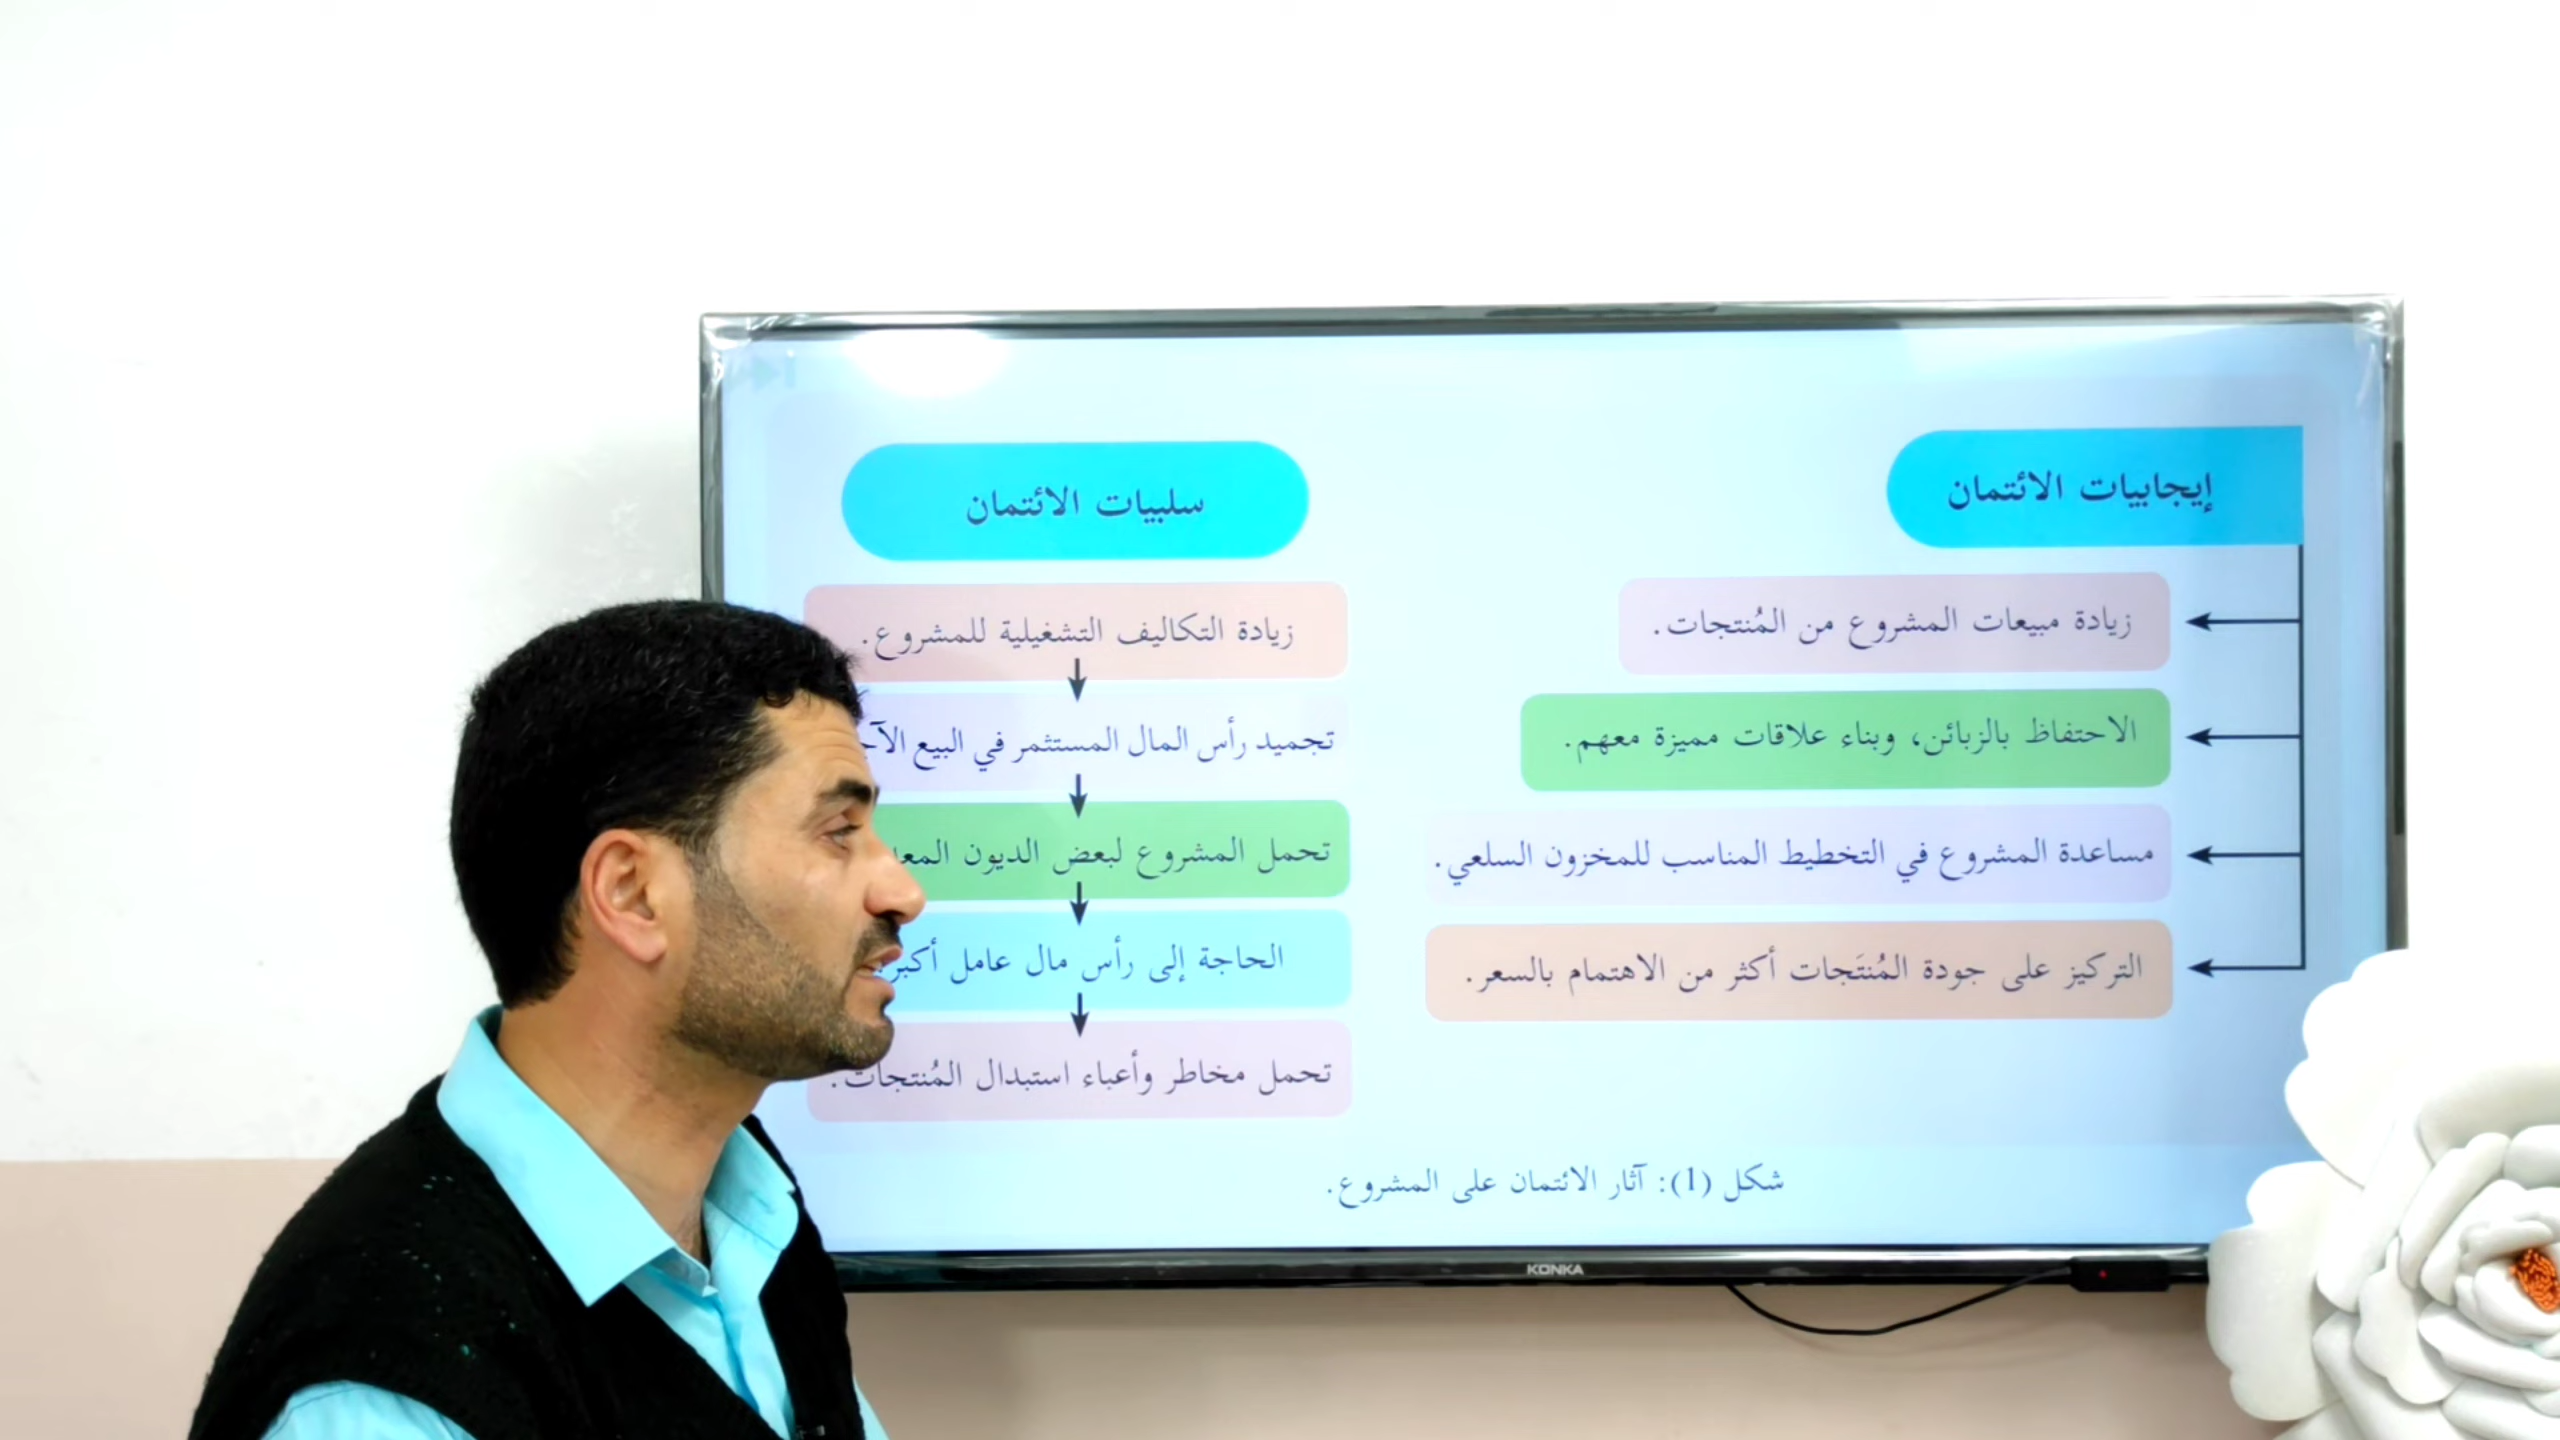 إيجابيات الائتمان
زيادة مبيعات المشروع من المُنتجات.
الاحتفاظ بالزبائن، وبناء علاقات مميزة معهم.
مساعدة المشروع في التخطيط المناسب للمخزون السلعي.
التركيز على جودة المُنتَجات أكثر من الاهتمام بالسعر.
سلبيات الائتمان
زيادة التكاليف التشغيلية للمشروع.
تجميد رأس المال المستثمر في البيع
تحمل المشروع لبعض الديون
الحاجة إلى رأس مال عامل أكبر.
تحمل مخاطر وأعباء استبدال المُنتجات.
شكل (1): آثار الائتمان على المشروع.
KONKA